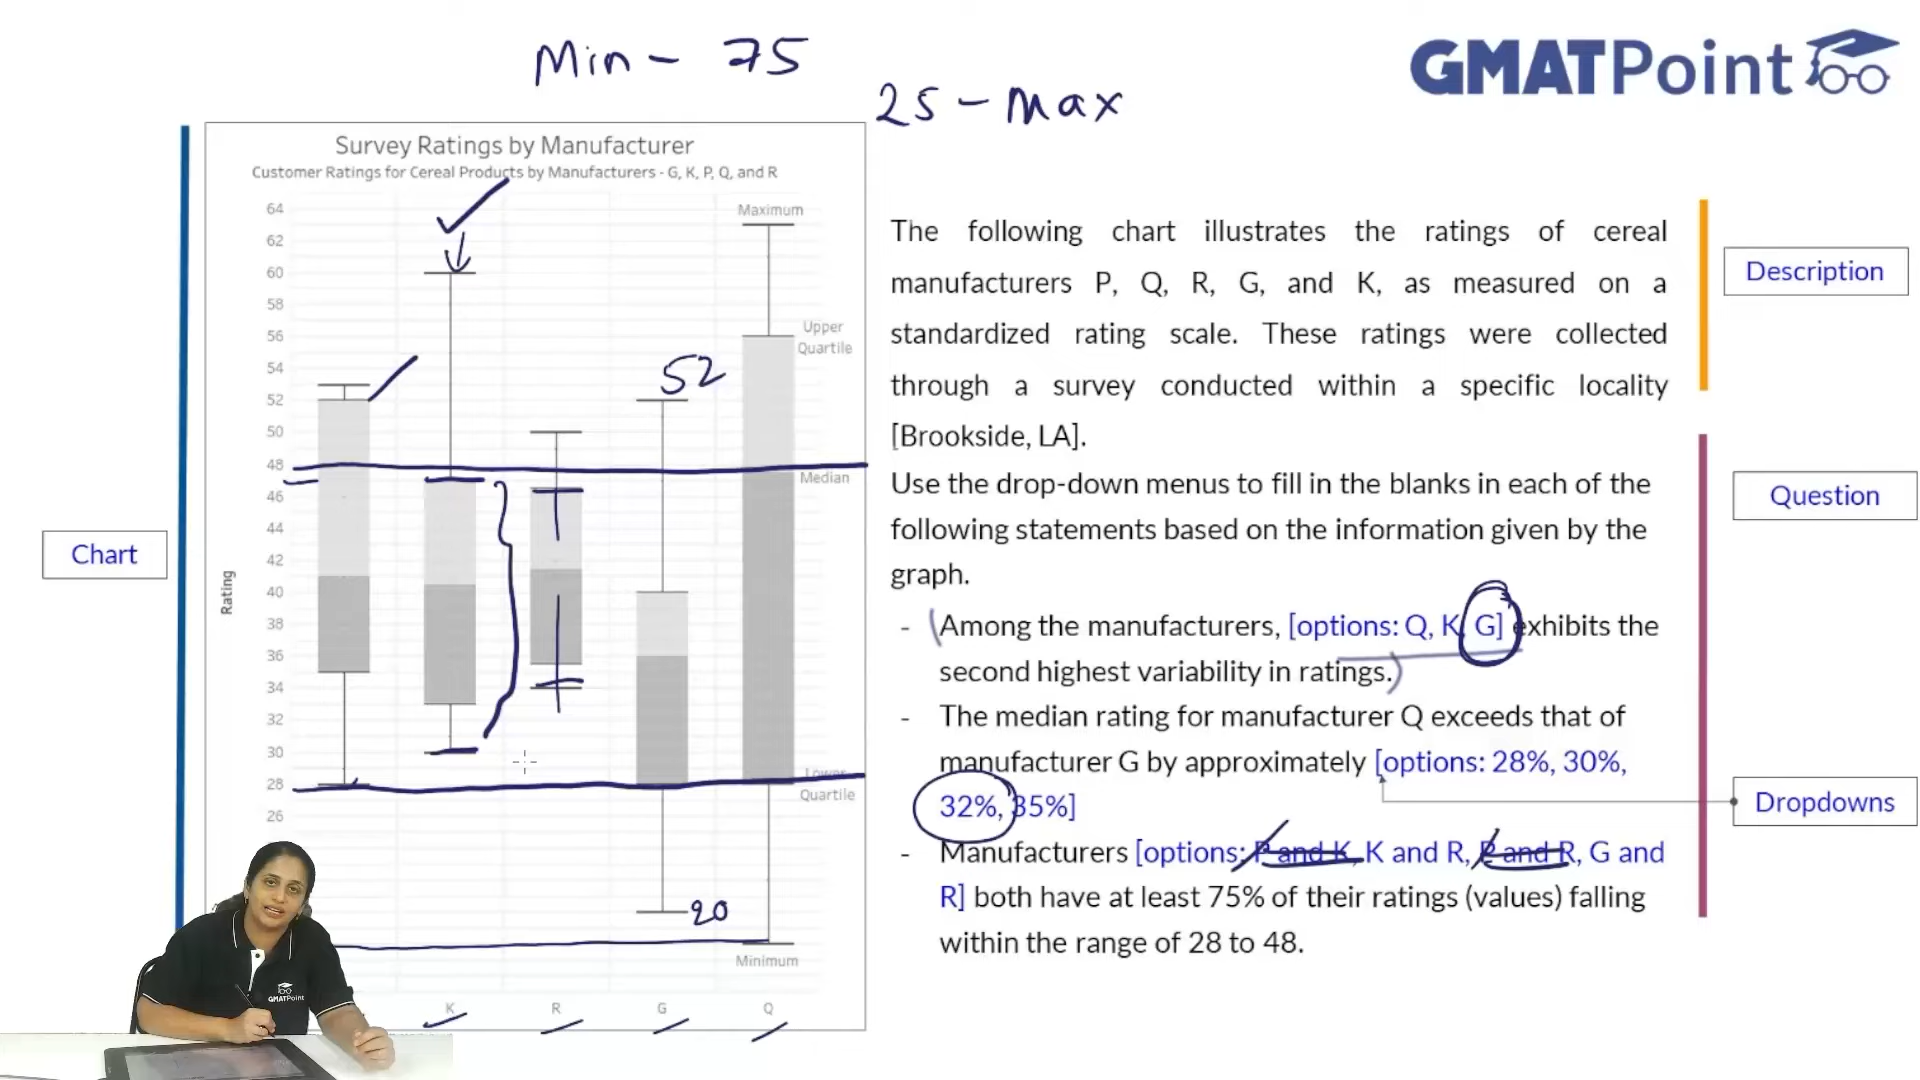 Min - 75
25 - Max
GMATPoint
Survey Ratings by Manufacturer
Customer Ratings for Cereal Products by Manufacturers - G, K, P, Q, and R
64
62
60
58
56
54
52
50
48
46
44
42
40
38
36
34
32
30
28
26
Rating
Maximum
Upper
Quartile
Median
Lower
Quartile
Minimum
52
20
K
R
G
Q
Chart
The following chart illustrates the ratings of cereal
manufacturers P, Q, R, G, and K, as measured on a
standardized rating scale. These ratings were collected
through a survey conducted within a specific locality
[Brookside, LA].
Use the drop-down menus to fill in the blanks in each of the
following statements based on the information given by the
graph.
- Among the manufacturers, [options: Q, K, G] exhibits the
second highest variability in ratings.
- The median rating for manufacturer Q exceeds that of
manufacturer G by approximately [options: 28%, 30%,
32%, 35%]
- Manufacturers [options: P and K, K and R, P and R, G and
R] both have at least 75% of their ratings (values) falling
within the range of 28 to 48.
Description
Question
Dropdowns
GMATPoint